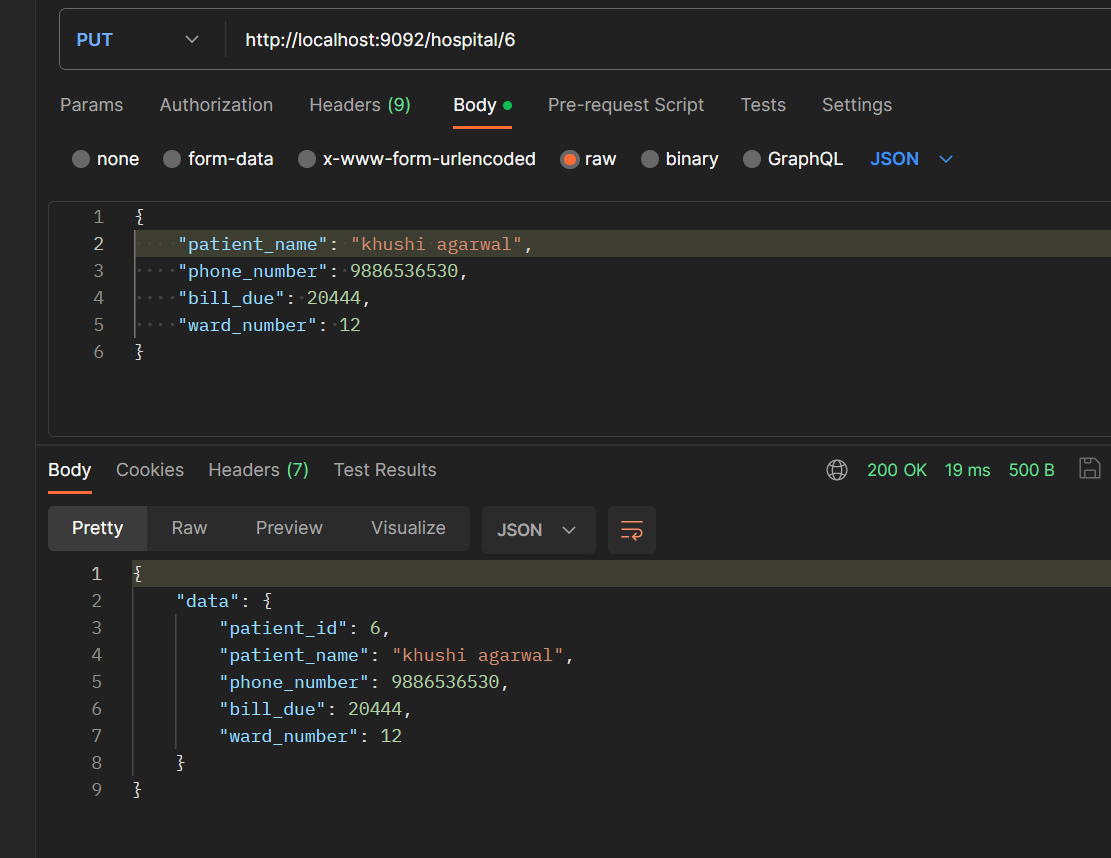 PUT http://localhost:9092/hospital/6
Params Authorization Headers (9) Body Pre-request Script Tests Settings
none form-data x-www-form-urlencoded raw binary GraphQL JSON
1 {
2 "patient_name": "khushi agarwal",
3 "phone_number": 9886536530,
4 "bill_due": 20444,
5 "ward_number": 12
6 }
Body Cookies Headers (7) Test Results 200 OK 19 ms 500 B
Pretty Raw Preview Visualize JSON
1 {
2 "data": {
3 "patient_id": 6,
4 "patient_name": "khushi agarwal",
5 "phone_number": 9886536530,
6 "bill_due": 20444,
7 "ward_number": 12
8 }
9 }